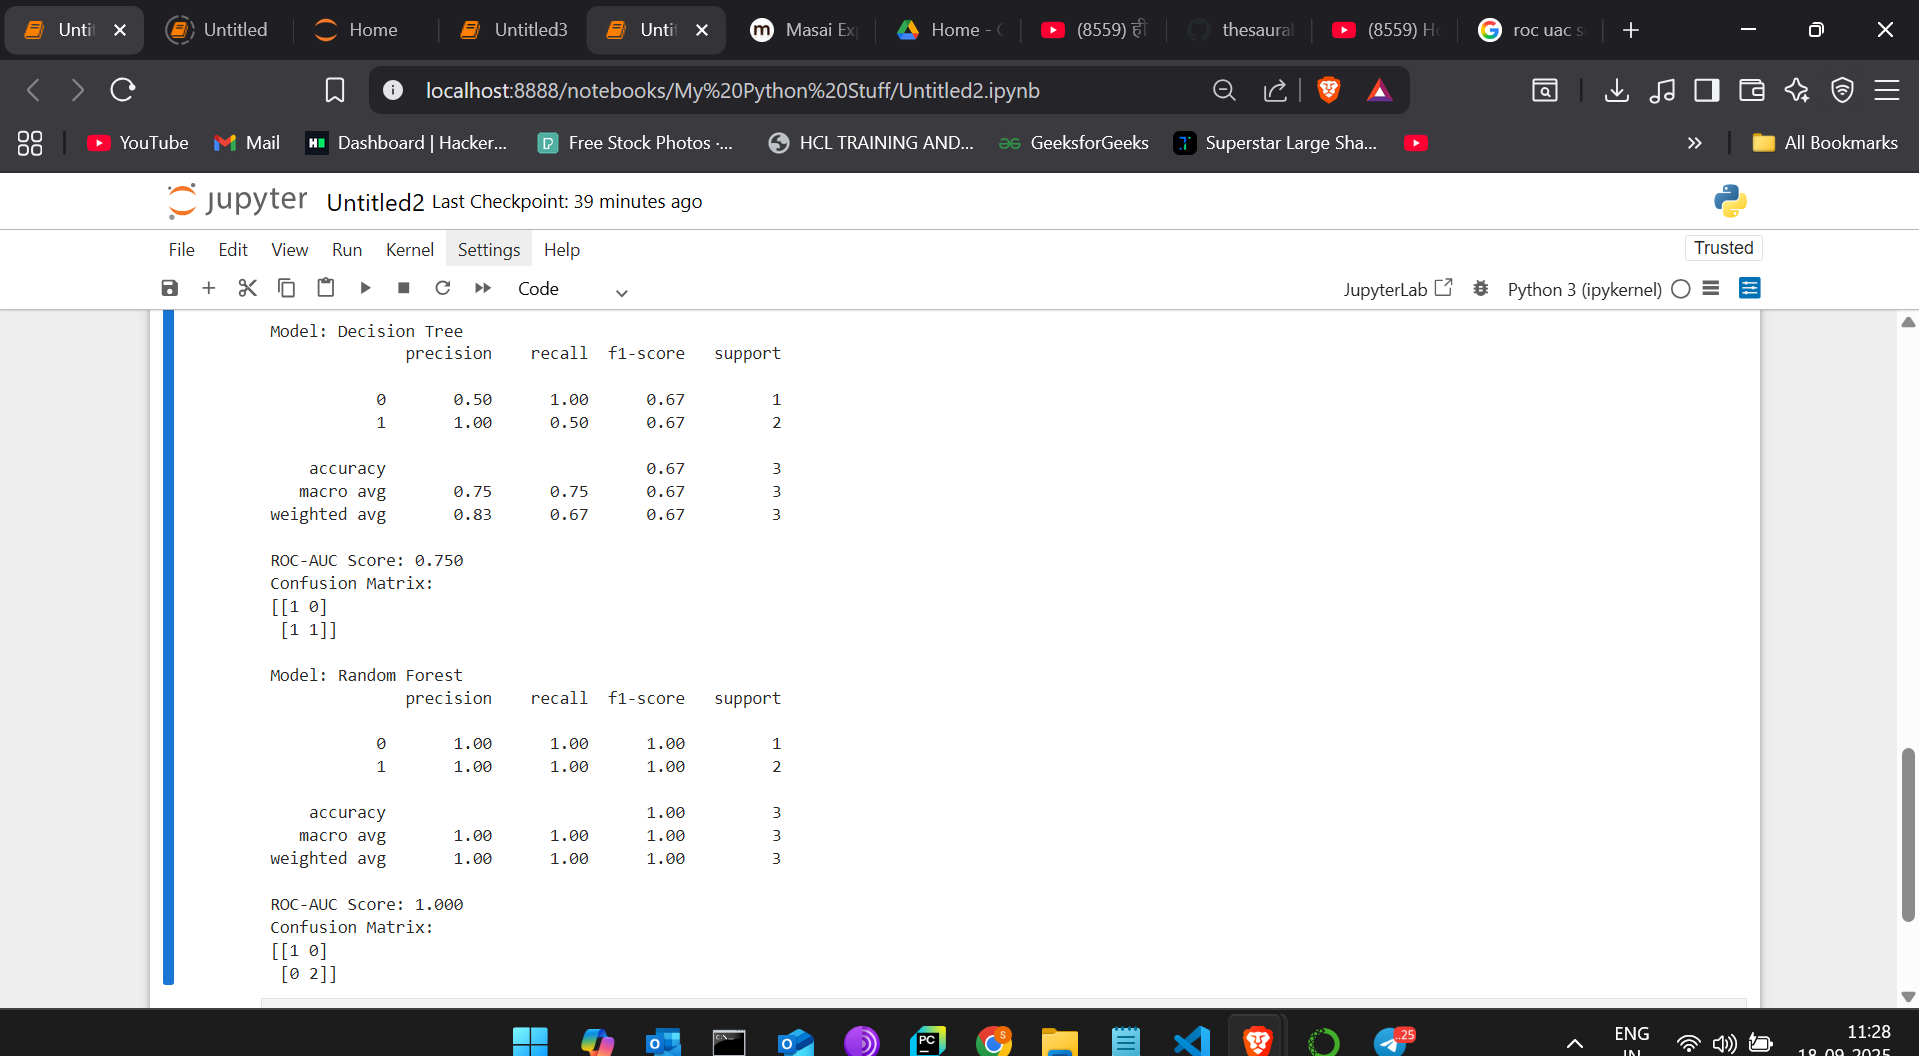 Unti
Untitled
Home
Untitled3
Unti
Masai Ex
Home -
(8559) ही
thesaura
(8559) H
roc uac s
localhost:8888/notebooks/My%20Python%20Stuff/Untitled2.ipynb
YouTube
Mail
Dashboard | Hacker...
Free Stock Photos ·...
HCL TRAINING AND...
GeeksforGeeks
Superstar Large Sha...
All Bookmarks
jupyter Untitled2 Last Checkpoint: 39 minutes ago
File Edit View Run Kernel Settings Help
Trusted
Code
JupyterLab
Python 3 (ipykernel)
Model: Decision Tree
precision recall f1-score support
0 0.50 1.00 0.67 1
1 1.00 0.50 0.67 2
accuracy 0.67 3
macro avg 0.75 0.75 0.67 3
weighted avg 0.83 0.67 0.67 3
ROC-AUC Score: 0.750
Confusion Matrix:
[[1 0]
[1 1]]
Model: Random Forest
precision recall f1-score support
0 1.00 1.00 1.00 1
1 1.00 1.00 1.00 2
accuracy 1.00 3
macro avg 1.00 1.00 1.00 3
weighted avg 1.00 1.00 1.00 3
ROC-AUC Score: 1.000
Confusion Matrix:
[[1 0]
[0 2]]
PC
S
..25
ENG
IN
11:28
18-09-2025